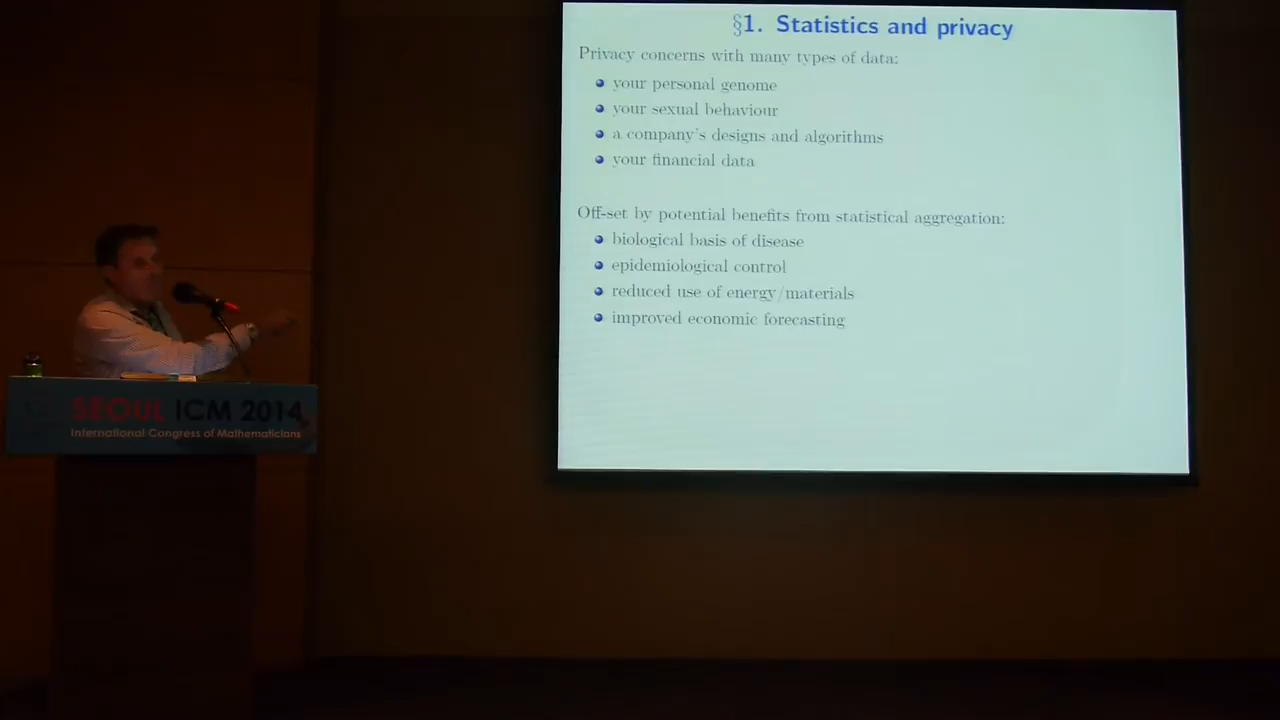 §1. Statistics and privacy
Privacy concerns with many types of data:
your personal genome
your sexual behaviour
a company's designs and algorithms
your financial data
Off-set by potential benefits from statistical aggregation:
biological basis of disease
epidemiological control
reduced use of energy/materials
improved economic forecasting
SEOUL ICM 2014
International Congress of Mathematicians